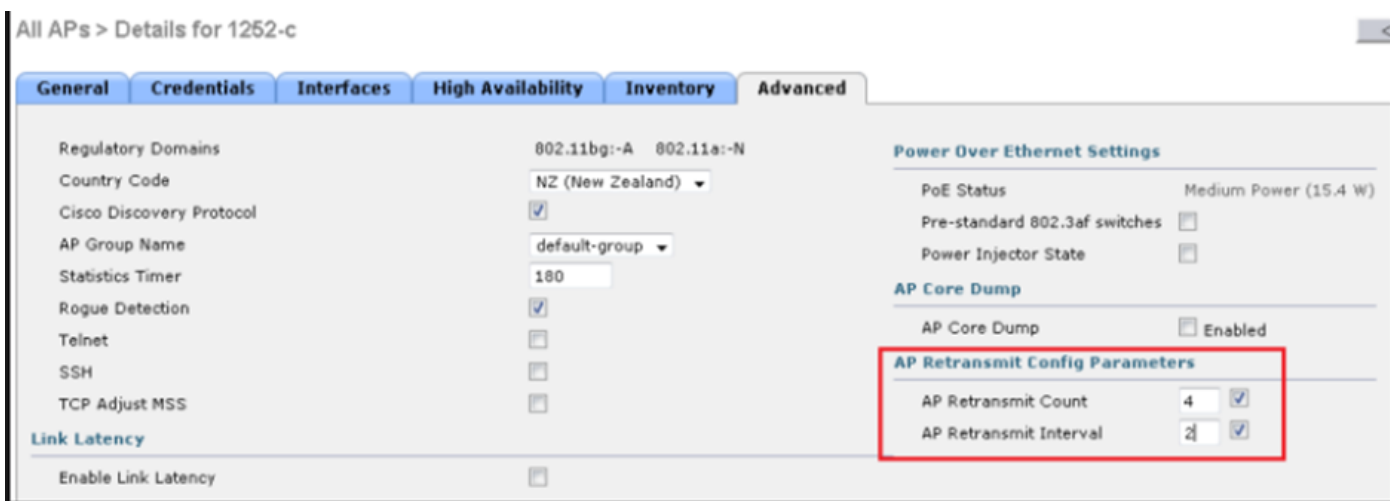 All APs > Details for 1252-c
<
General Credentials Interfaces High Availability Inventory Advanced
Regulatory Domains 802.11bg:-A 802.11a:-N
Country Code NZ (New Zealand)
Cisco Discovery Protocol
AP Group Name default-group
Statistics Timer 180
Rogue Detection
Telnet
SSH
TCP Adjust MSS
Link Latency
Enable Link Latency
Power Over Ethernet Settings
PoE Status Medium Power (15.4 W)
Pre-standard 802.3af switches
Power Injector State
AP Core Dump
AP Core Dump Enabled
AP Retransmit Config Parameters
AP Retransmit Count 4
AP Retransmit Interval 2